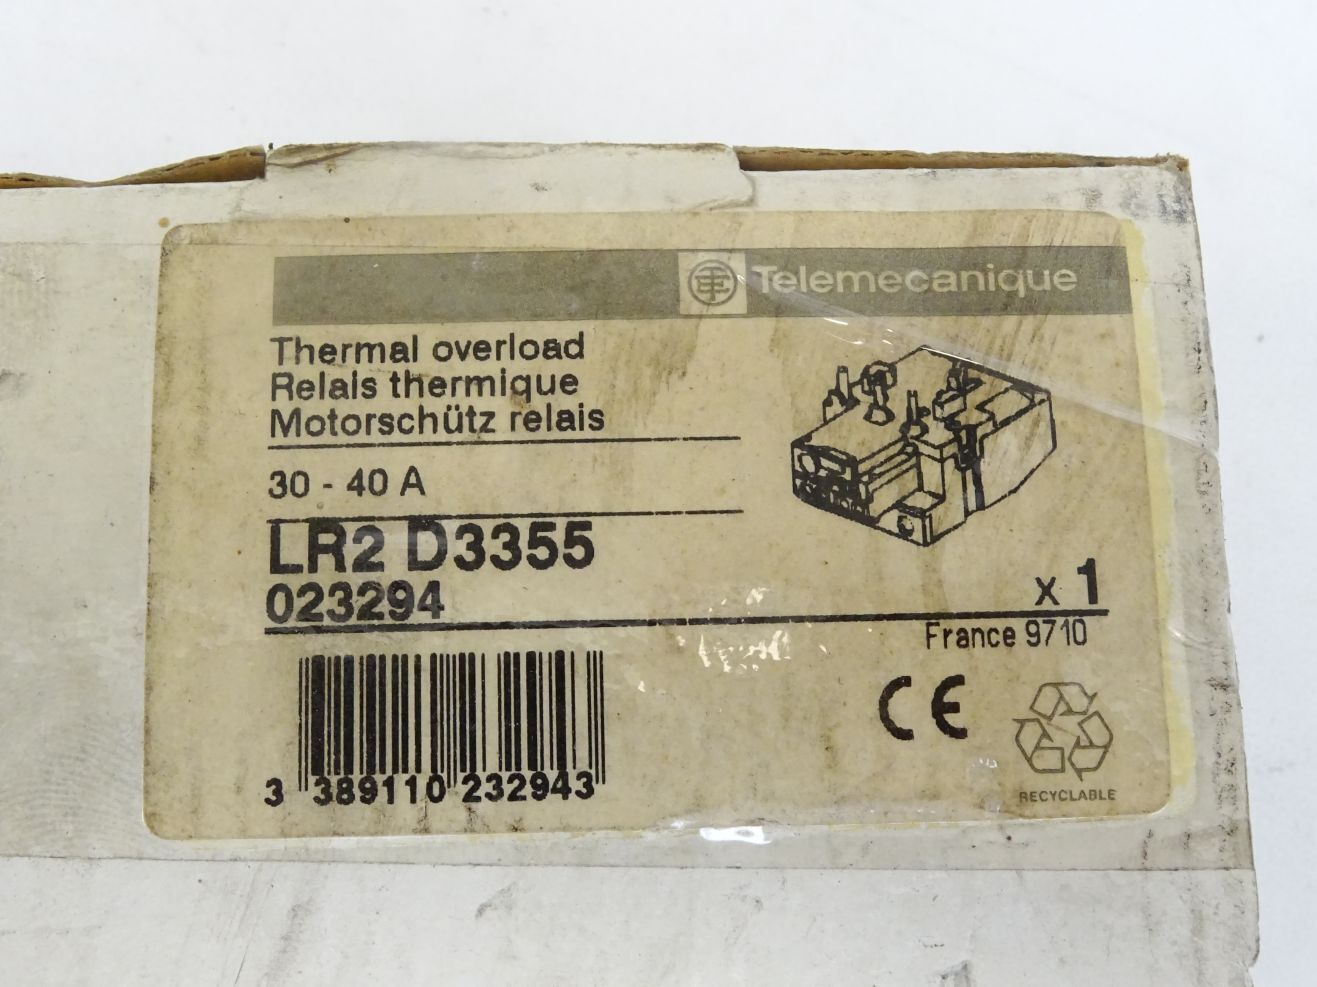 Telemecanique
Thermal overload
Relais thermique
Motorschütz relais
30 - 40 A
LR2 D3355
023294
x 1
France 9710
CE
3 389110 232943
RECYCLABLE